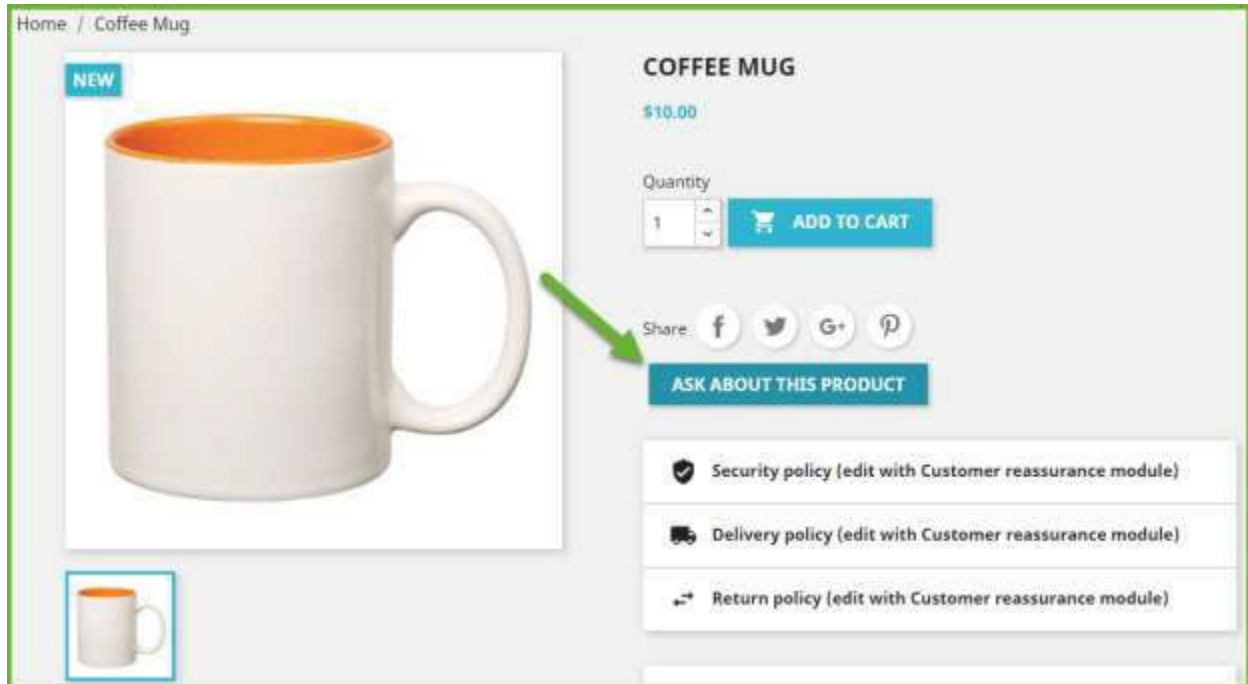 Home / Coffee Mug
NEW
COFFEE MUG
$10.00
Quantity
1
ADD TO CART
Share
f
G+
ASK ABOUT THIS PRODUCT
Security policy (edit with Customer reassurance module)
Delivery policy (edit with Customer reassurance module)
Return policy (edit with Customer reassurance module)